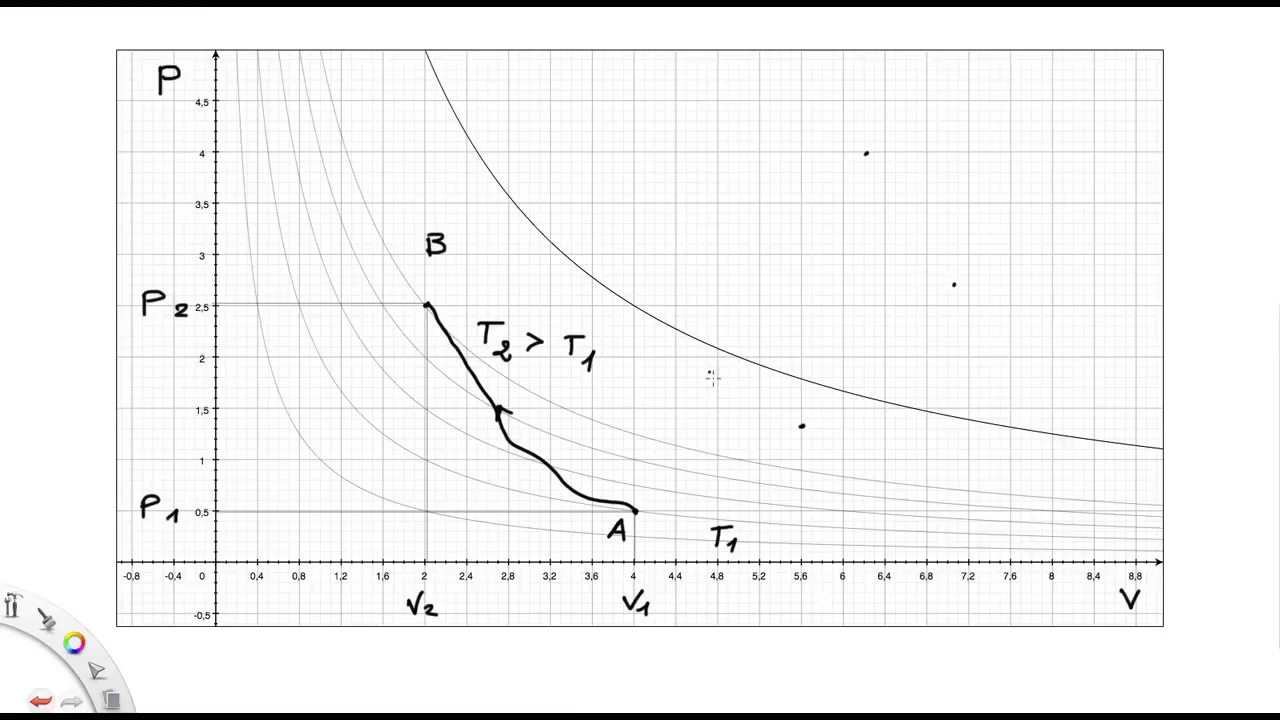 P
4,5
4
3,5
3
B
P2 2,5
T2 > T1
2
1,5
1
P1 0,5
A T1
-0,8 -0,4 0 0,4 0,8 1,2 1,6 2 2,4 2,8 3,2 3,6 4 4,4 4,8 5,2 5,6 6 6,4 6,8 7,2 7,6 8 8,4 8,8
V2 V1 V
-0,5